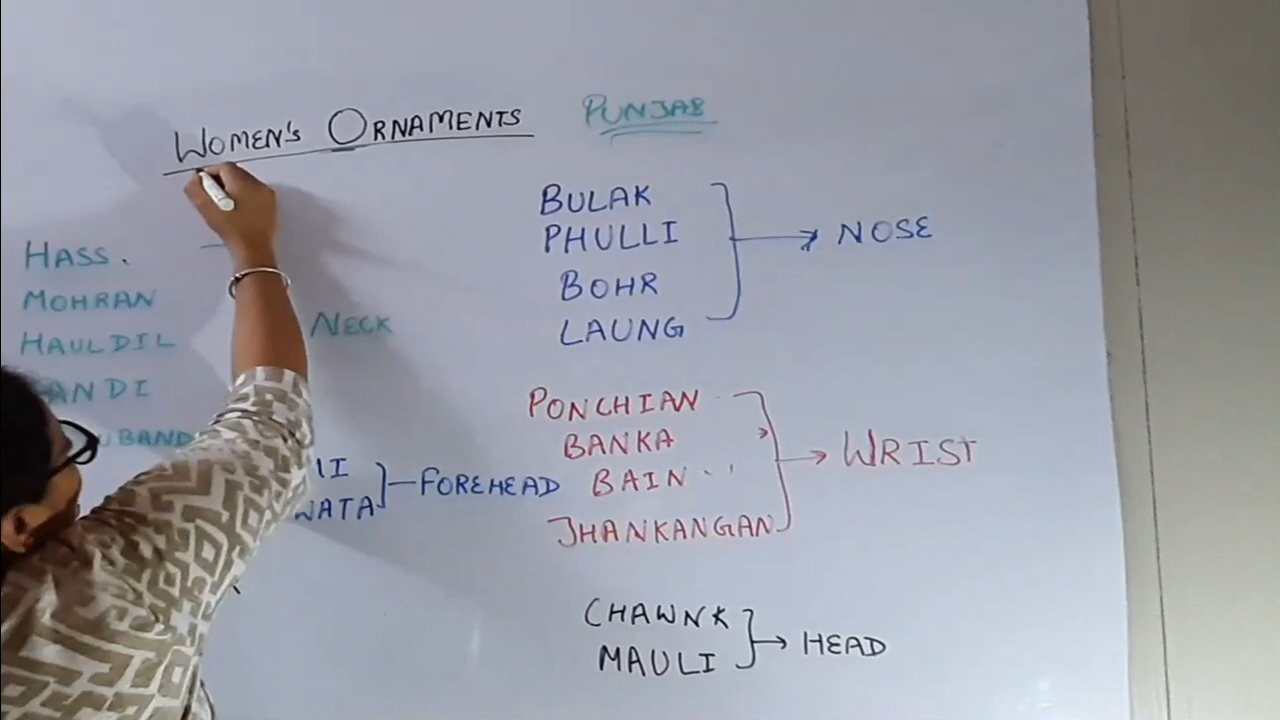 WOMEN'S ORNAMENTS
PUNJAB
HASS.
MOHRAN
HAULDIL
NECK
BULAK
PHULLI
BOHR
LAUNG
NOSE
PONCHIAN
BANKA
BAIN
JHANKANGAN
WRIST
FOREHEAD
CHAWNK
MAULI
HEAD